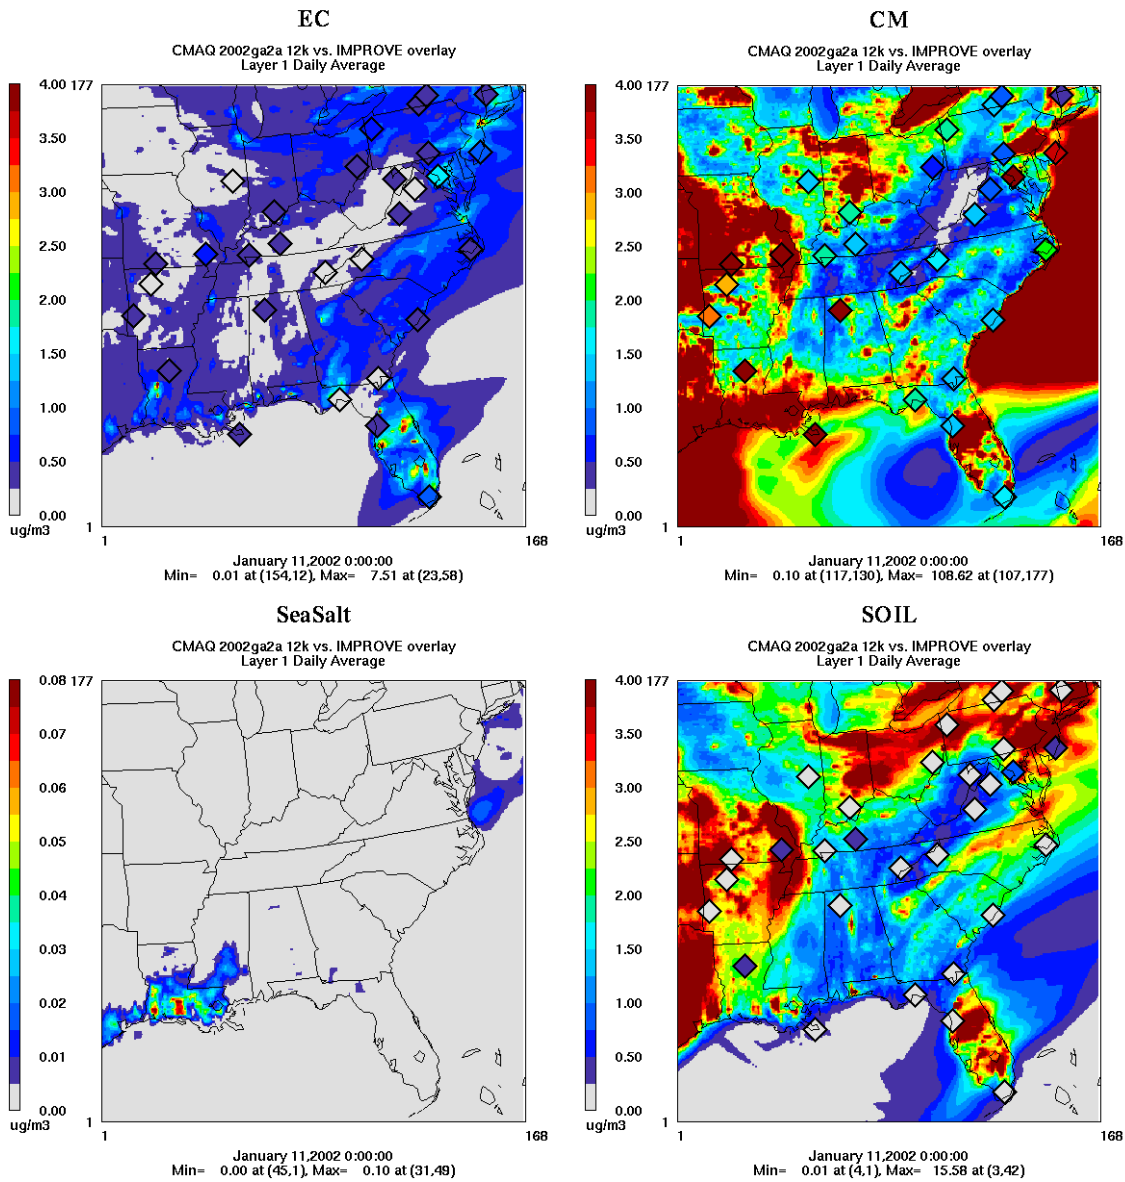 EC
CMAQ 2002ga2a 12k vs. IMPROVE overlay
Layer 1 Daily Average
4.00
3.50
3.00
2.50
2.00
1.50
1.00
0.50
0.00
ug/m3
177
1
1
168
January 11,2002 0:00:00
Min= 0.01 at (154,12), Max= 7.51 at (23,58)
CM
CMAQ 2002ga2a 12k vs. IMPROVE overlay
Layer 1 Daily Average
4.00
3.50
3.00
2.50
2.00
1.50
1.00
0.50
0.00
ug/m3
177
1
1
168
January 11,2002 0:00:00
Min= 0.10 at (117,130), Max= 108.62 at (107,177)
SeaSalt
CMAQ 2002ga2a 12k vs. IMPROVE overlay
Layer 1 Daily Average
0.08
0.07
0.06
0.05
0.04
0.03
0.02
0.01
0.00
ug/m3
177
1
1
168
January 11,2002 0:00:00
Min= 0.00 at (45,1), Max= 0.10 at (31,49)
SOIL
CMAQ 2002ga2a 12k vs. IMPROVE overlay
Layer 1 Daily Average
4.00
3.50
3.00
2.50
2.00
1.50
1.00
0.50
0.00
ug/m3
177
1
1
168
January 11,2002 0:00:00
Min= 0.01 at (4,1), Max= 15.58 at (3,42)